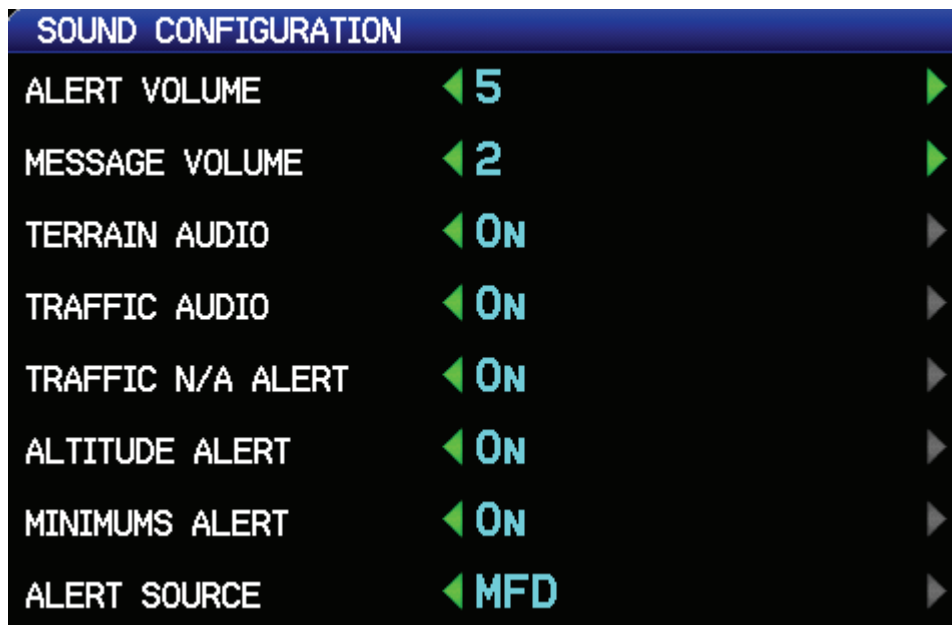 SOUND CONFIGURATION
ALERT VOLUME 5
MESSAGE VOLUME 2
TERRAIN AUDIO ON
TRAFFIC AUDIO ON
TRAFFIC N/A ALERT ON
ALTITUDE ALERT ON
MINIMUMS ALERT ON
ALERT SOURCE MFD